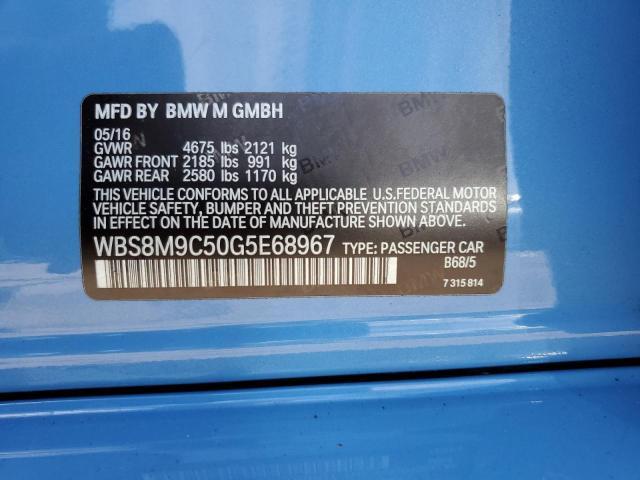 MFD BY BMW M GMBH
05/16
GVWR 4675 lbs 2121 kg
GAWR FRONT 2185 lbs 991 kg
GAWR REAR 2580 lbs 1170 kg
THIS VEHICLE CONFORMS TO ALL APPLICABLE U.S.FEDERAL MOTOR
VEHICLE SAFETY, BUMPER AND THEFT PREVENTION STANDARDS IN
EFFECT ON THE DATE OF MANUFACTURE SHOWN ABOVE.
WBS8M9C50G5E68967 TYPE: PASSENGER CAR
B68/5
7 315 814